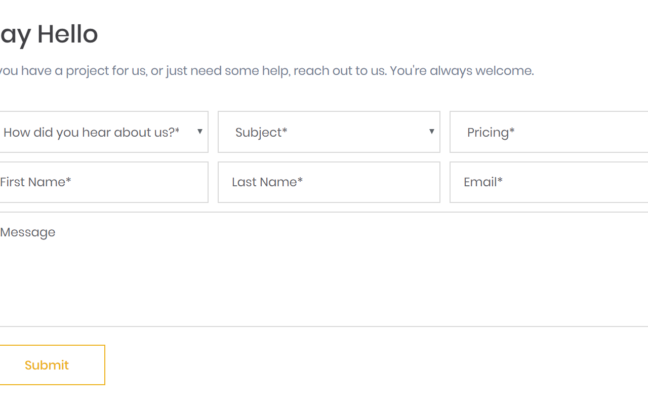 ay Hello
you have a project for us, or just need some help, reach out to us. You're always welcome.
How did you hear about us?* Subject* Pricing*
First Name* Last Name* Email*
Message
Submit